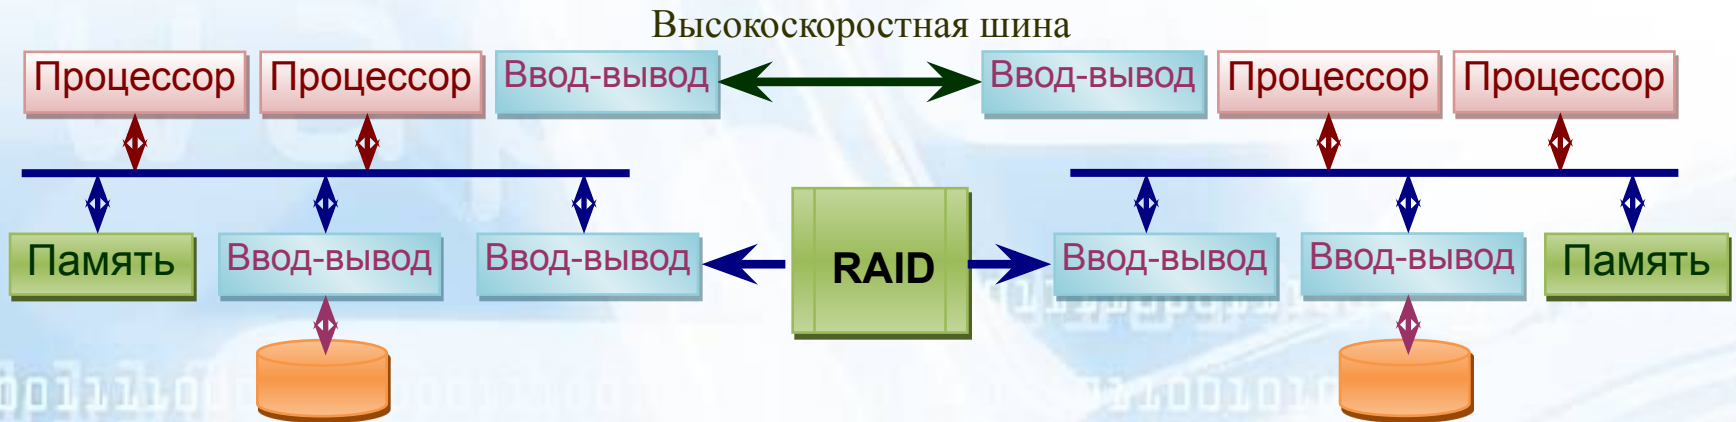 Высокоскоростная шина
Процессор Процессор Ввод-вывод Ввод-вывод Процессор Процессор
Память Ввод-вывод Ввод-вывод RAID Ввод-вывод Ввод-вывод Память